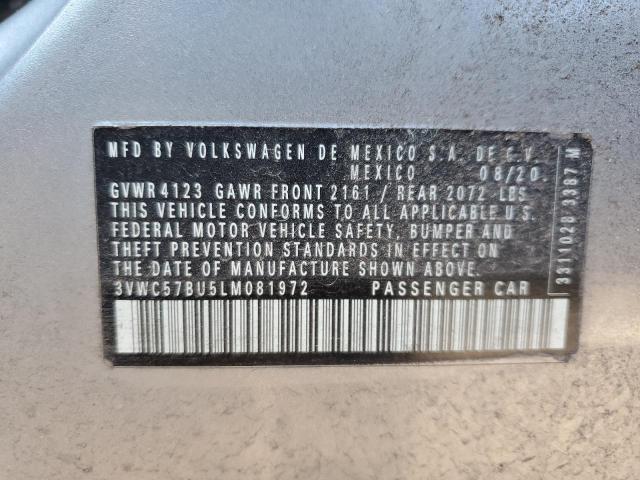 MFD BY VOLKSWAGEN DE MEXICO S.A. DE C.V.
MEXICO 08/20
GVWR 4123 GAWR FRONT 2161 / REAR 2072 LBS
THIS VEHICLE CONFORMS TO ALL APPLICABLE U.S.
FEDERAL MOTOR VEHICLE SAFETY, BUMPER AND
THEFT PREVENTION STANDARDS IN EFFECT ON
THE DATE OF MANUFACTURE SHOWN ABOVE.
3VWC57BU5LM081972 PASSENGER CAR
3311028 3987 M